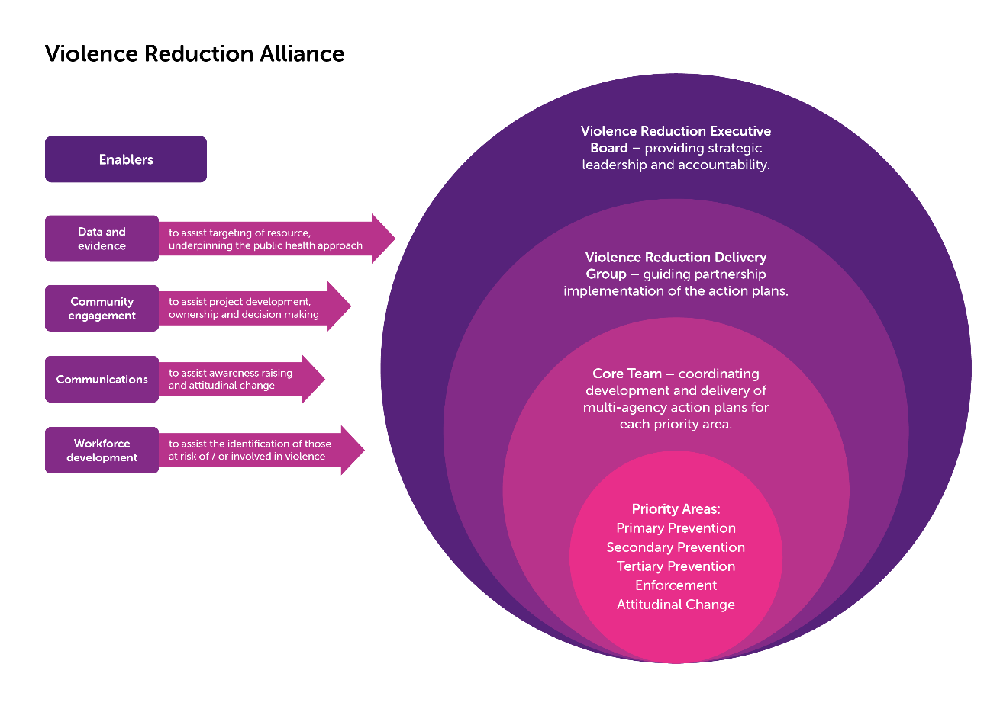 Violence Reduction Alliance
Enablers
Data and
evidence
to assist targeting of resource,
underpinning the public health approach
Community
engagement
to assist project development,
ownership and decision making
Communications
to assist awareness raising
and attitudinal change
Workforce
development
to assist the identification of those
at risk of / or involved in violence
Violence Reduction Executive
Board – providing strategic
leadership and accountability.
Violence Reduction Delivery
Group – guiding partnership
implementation of the action plans.
Core Team – coordinating
development and delivery of
multi-agency action plans for
each priority area.
Priority Areas:
Primary Prevention
Secondary Prevention
Tertiary Prevention
Enforcement
Attitudinal Change